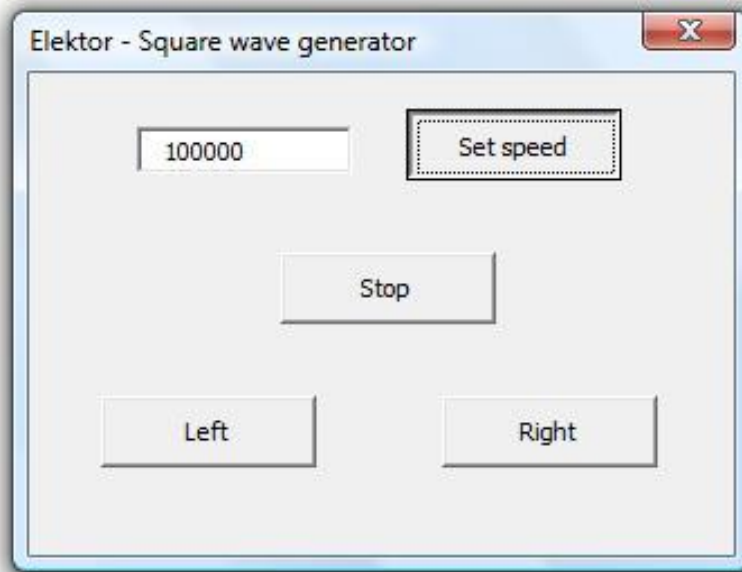 Elektor - Square wave generator
100000 Set speed
Stop
Left Right